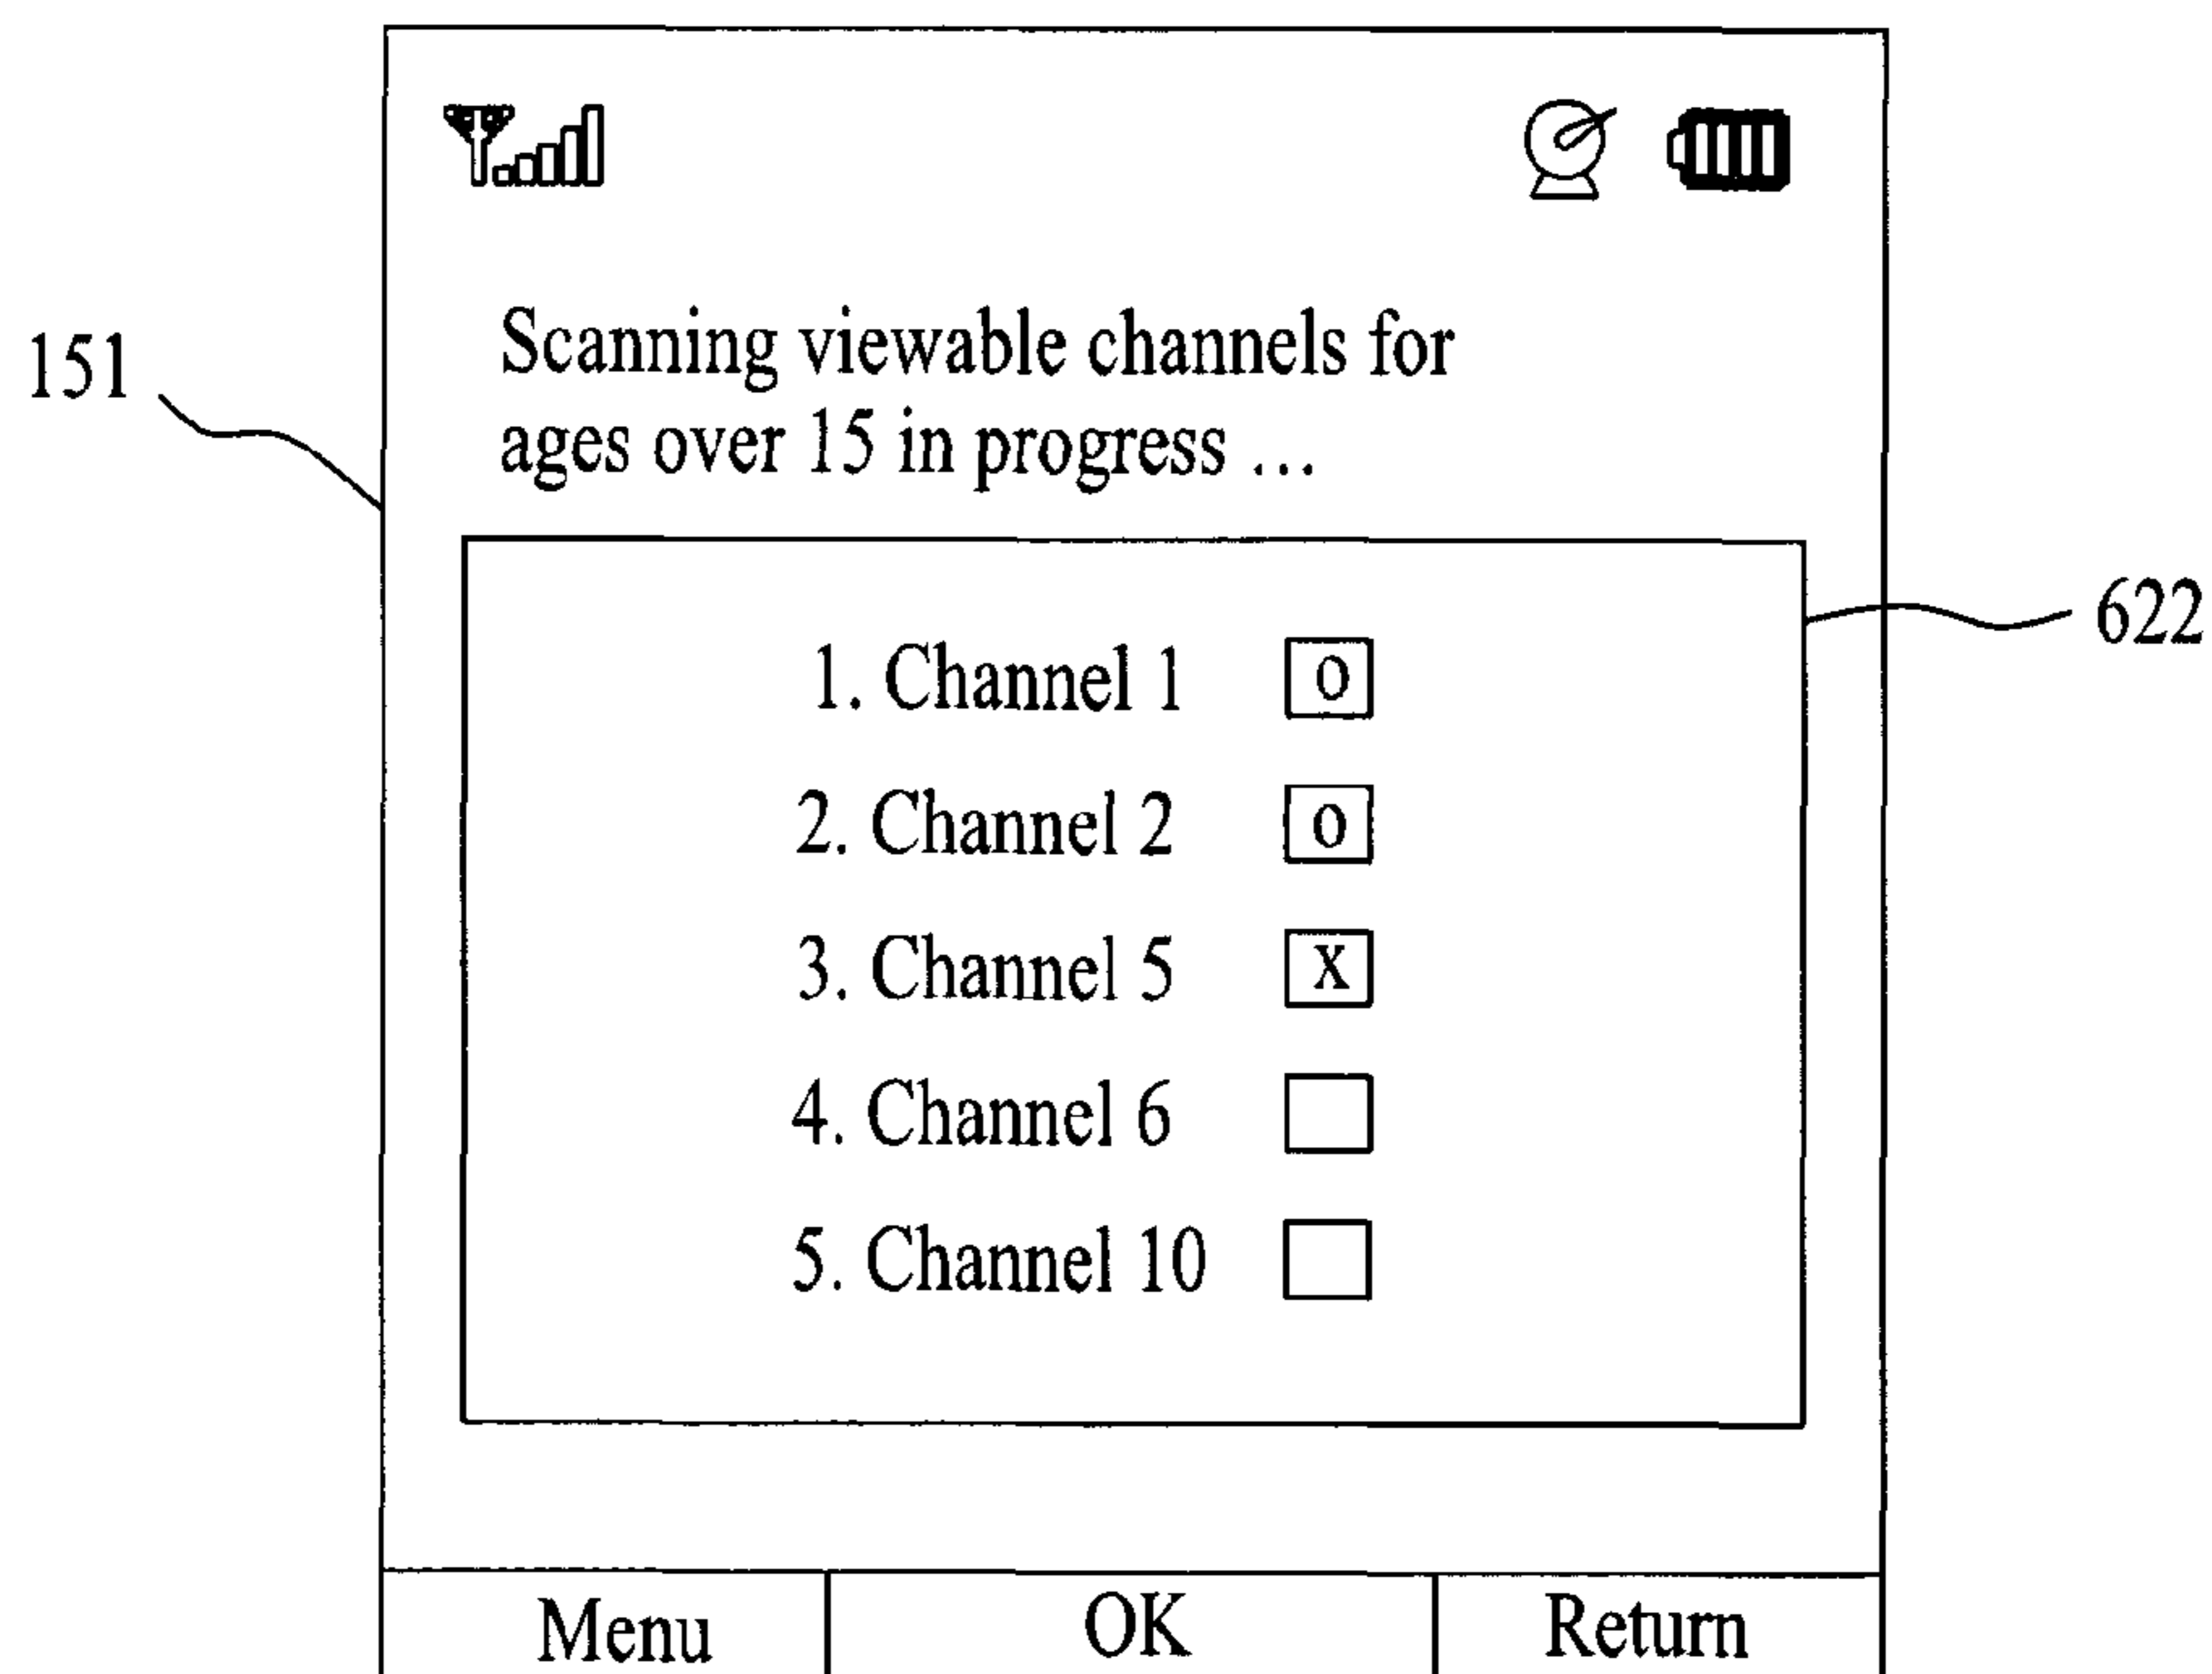 Scanning viewable channels for
ages over 15 in progress ...
151
622
1. Channel 1 O
2. Channel 2 O
3. Channel 5 X
4. Channel 6
5. Channel 10
Menu OK Return